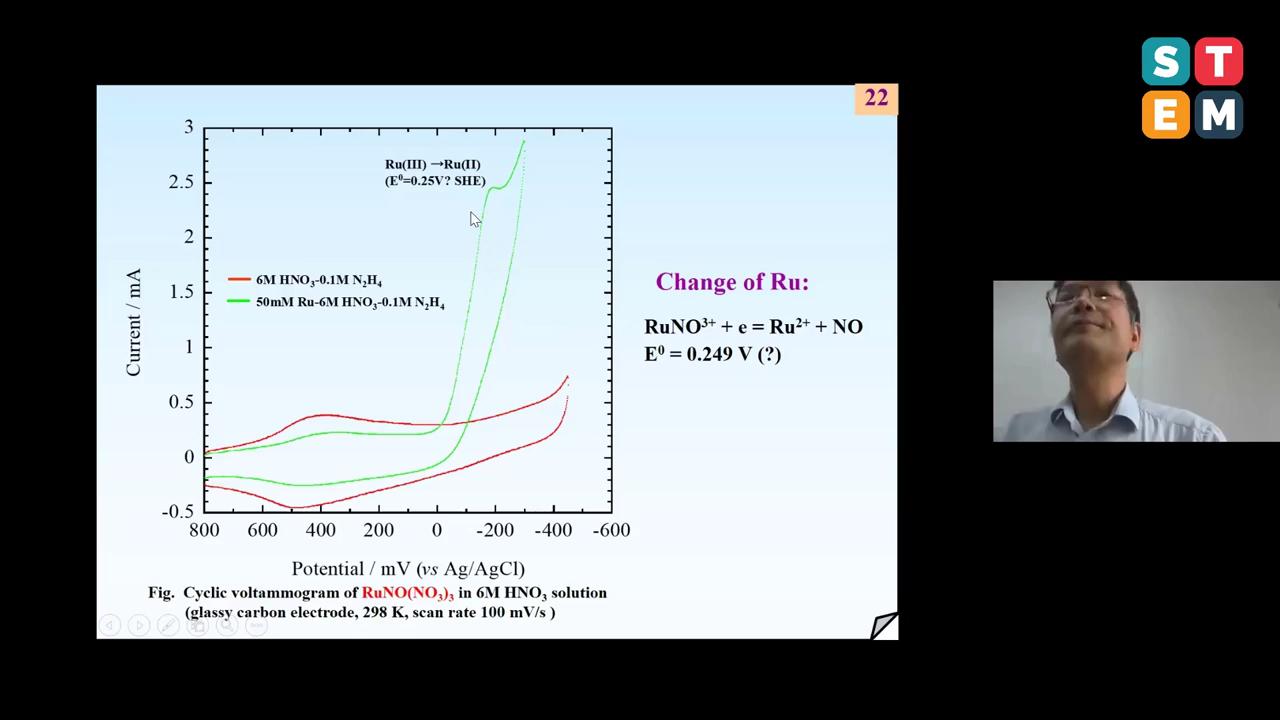 S T
E M
22
3
2.5
2
1.5
1
0.5
0
-0.5
Current / mA
Ru(III) →Ru(II)
(E⁰=0.25V? SHE)
6M HNO₃-0.1M N₂H₄
50mM Ru-6M HNO₃-0.1M N₂H₄
800 600 400 200 0 -200 -400 -600
Potential / mV (vs Ag/AgCl)
Fig. Cyclic voltammogram of RuNO(NO₃)₃ in 6M HNO₃ solution
(glassy carbon electrode, 298 K, scan rate 100 mV/s )
Change of Ru:
RuNO³⁺ + e = Ru²⁺ + NO
E⁰ = 0.249 V (?)